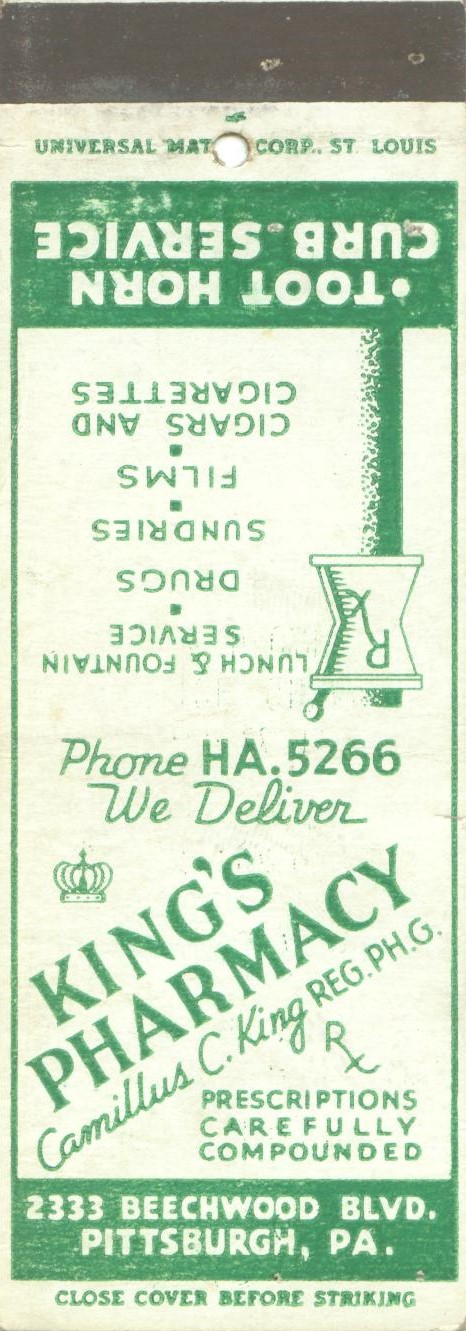 UNIVERSAL MAT CORP., ST. LOUIS
• TOOT HORN
CURB SERVICE
LUNCH & FOUNTAIN
SERVICE
DRUGS
SUNDRIES
FILMS
CIGARS AND
CIGARETTES
Rx
Phone HA. 5266
We Deliver
KING'S
PHARMACY
Camillus C. King REG. PH.G.
Rx
PRESCRIPTIONS
CAREFULLY
COMPOUNDED
2333 BEECHWOOD BLVD.
PITTSBURGH, PA.
CLOSE COVER BEFORE STRIKING